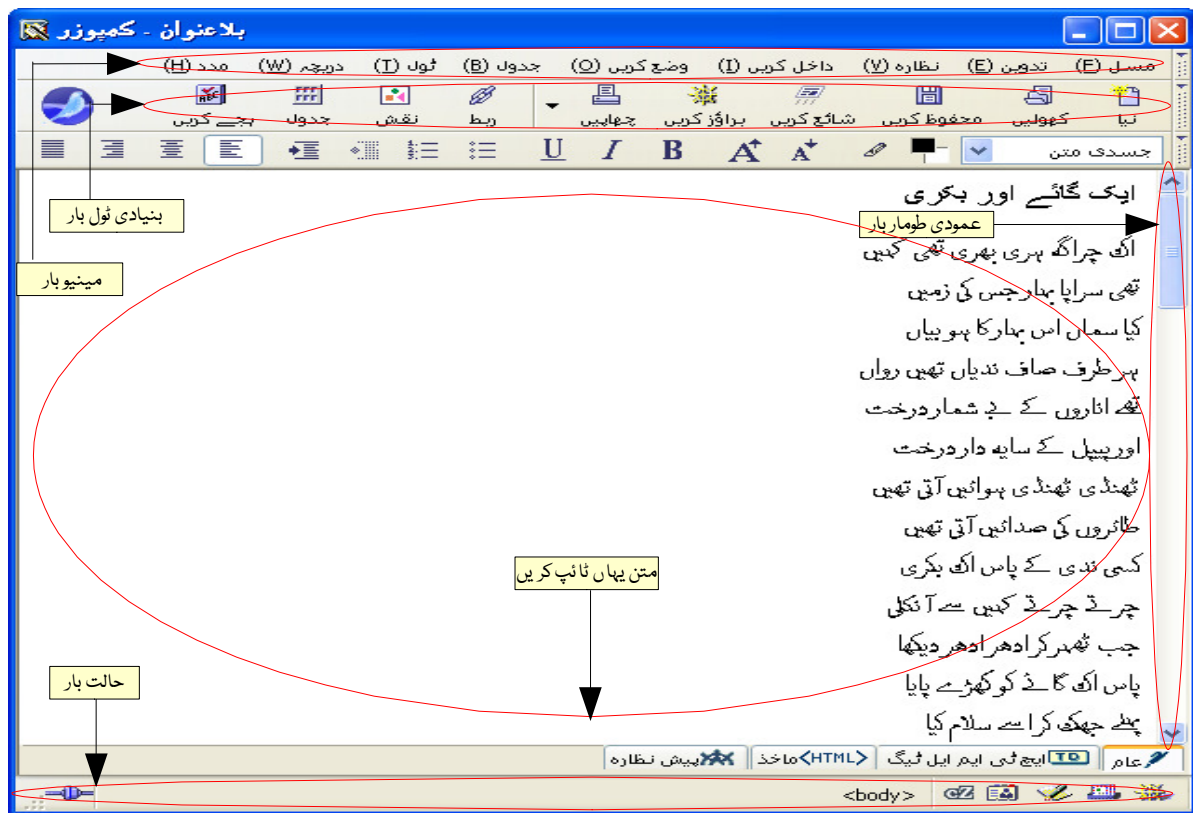 بلاعنوان - کمپوزر
مسل (F) تدوین (E) نظارہ (V) داخل کریں (I) وضع کریں (O) جدول (B) ٹول (T) دریچہ (W) مدد (H)
نیا کھولیں محفوظ کریں شائع کریں براؤز کریں چھاپیں ربط نقش جدول ہجے کریں
جسدی متن B I U
بنیادی ٹول بار
ایک گائے اور بکری
عمودی طومار بار
اک چراگہ ہری بھری تھی کہیں
مینیو بار
تھی سراپا بہار جس کی زمیں
کیا سماں اس بہار کا ہو بیاں
ہر طرف صاف ندیاں تھیں رواں
تھے اناروں کے بے شمار درخت
اور پیپل کے سایہ دار درخت
ٹھنڈی ٹھنڈی ہوائیں آتی تھیں
طائروں کی صدائیں آتی تھیں
کسی ندی کے پاس اک بکری
متن یہاں ٹائپ کریں
چرتے چرتے کہیں سے آ نکلی
جب ٹھہر کر ادھر ادھر دیکھا
پاس اک گائے کو کھڑے پایا
حالت بار
پہلے جھک کر اسے سلام کیا
عام TD ایچ ٹی ایم ایل ٹیگ <HTML> ماخذ پیش نظارہ
<body>